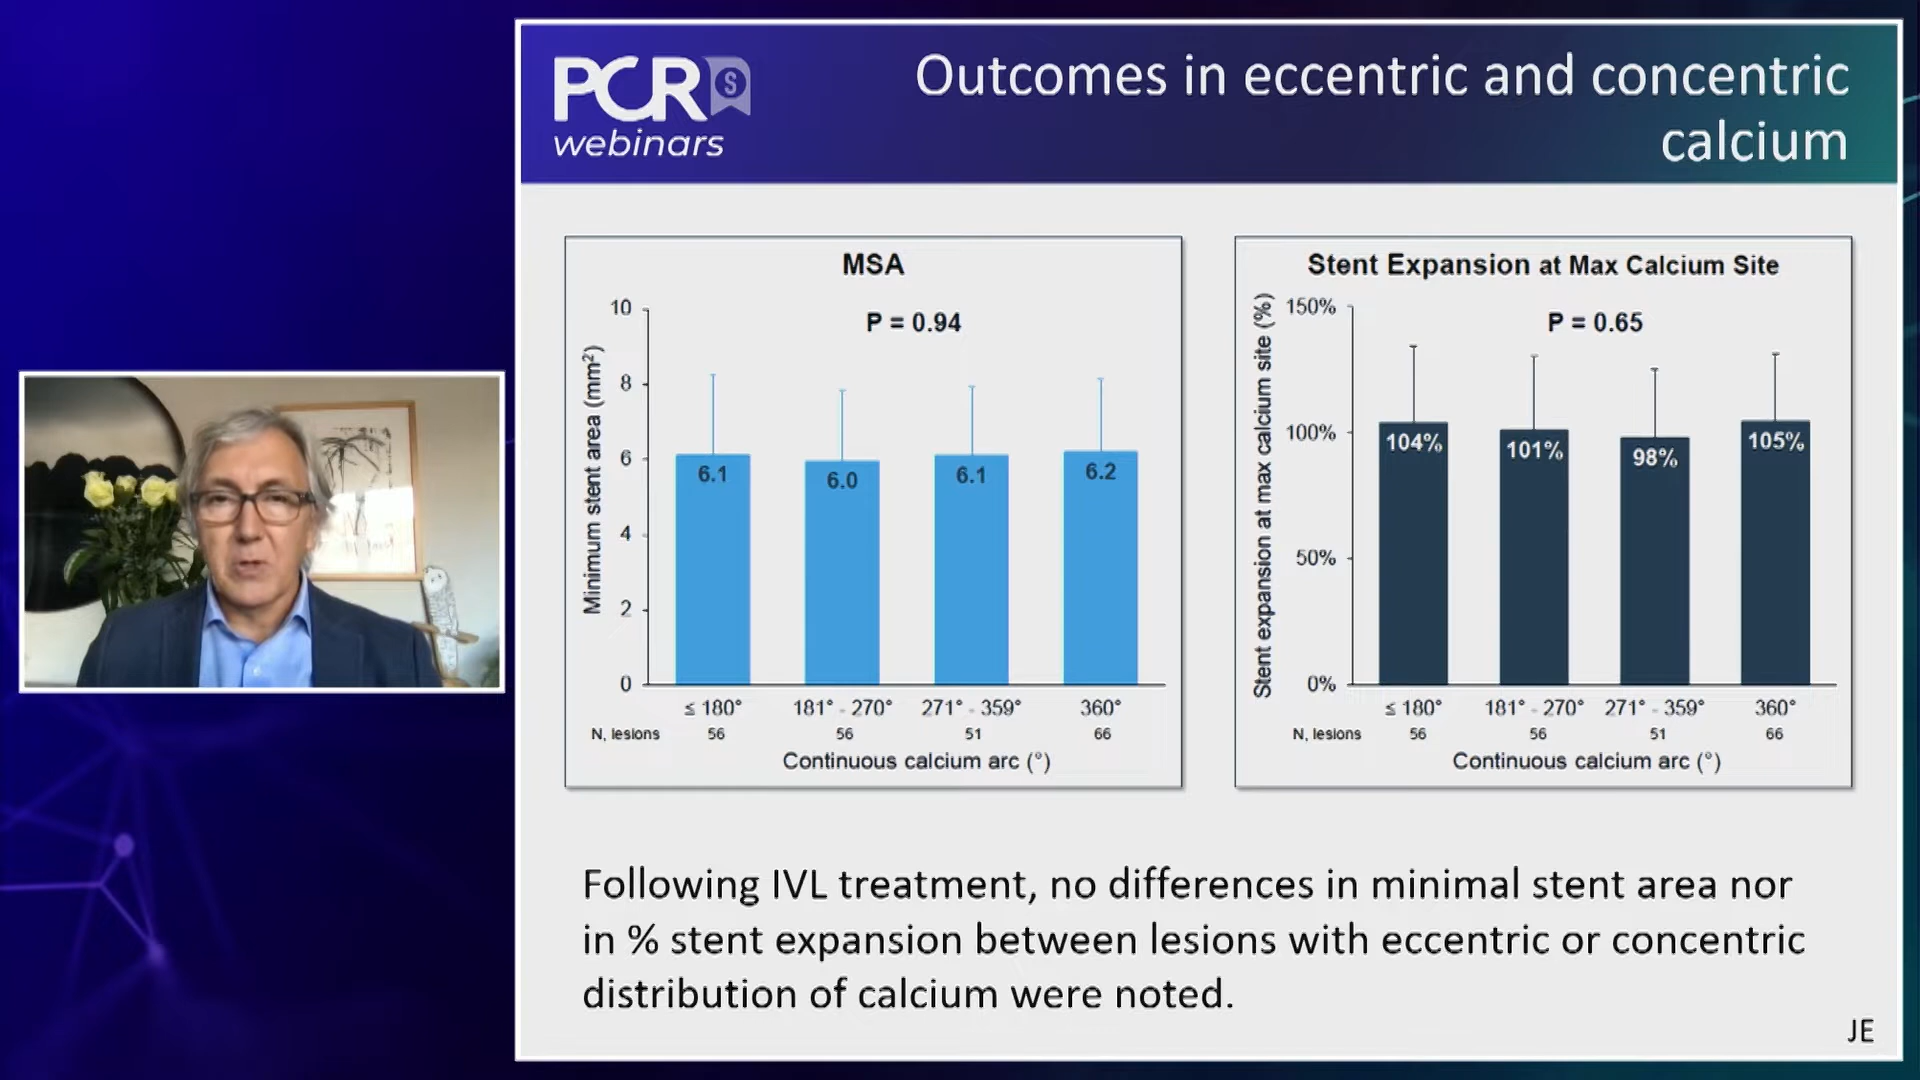 PCR S
webinars
Outcomes in eccentric and concentric
calcium
MSA
P = 0.94
Minimum stent area (mm²)
10
8
6
4
2
0
6.1 6.0 6.1 6.2
≤ 180° 181° - 270° 271° - 359° 360°
N, lesions 56 56 51 66
Continuous calcium arc (°)
Stent Expansion at Max Calcium Site
P = 0.65
Stent expansion at max calcium site (%)
150%
100%
50%
0%
104% 101% 98% 105%
≤ 180° 181° - 270° 271° - 359° 360°
N, lesions 56 56 51 66
Continuous calcium arc (°)
Following IVL treatment, no differences in minimal stent area nor
in % stent expansion between lesions with eccentric or concentric
distribution of calcium were noted.
JE